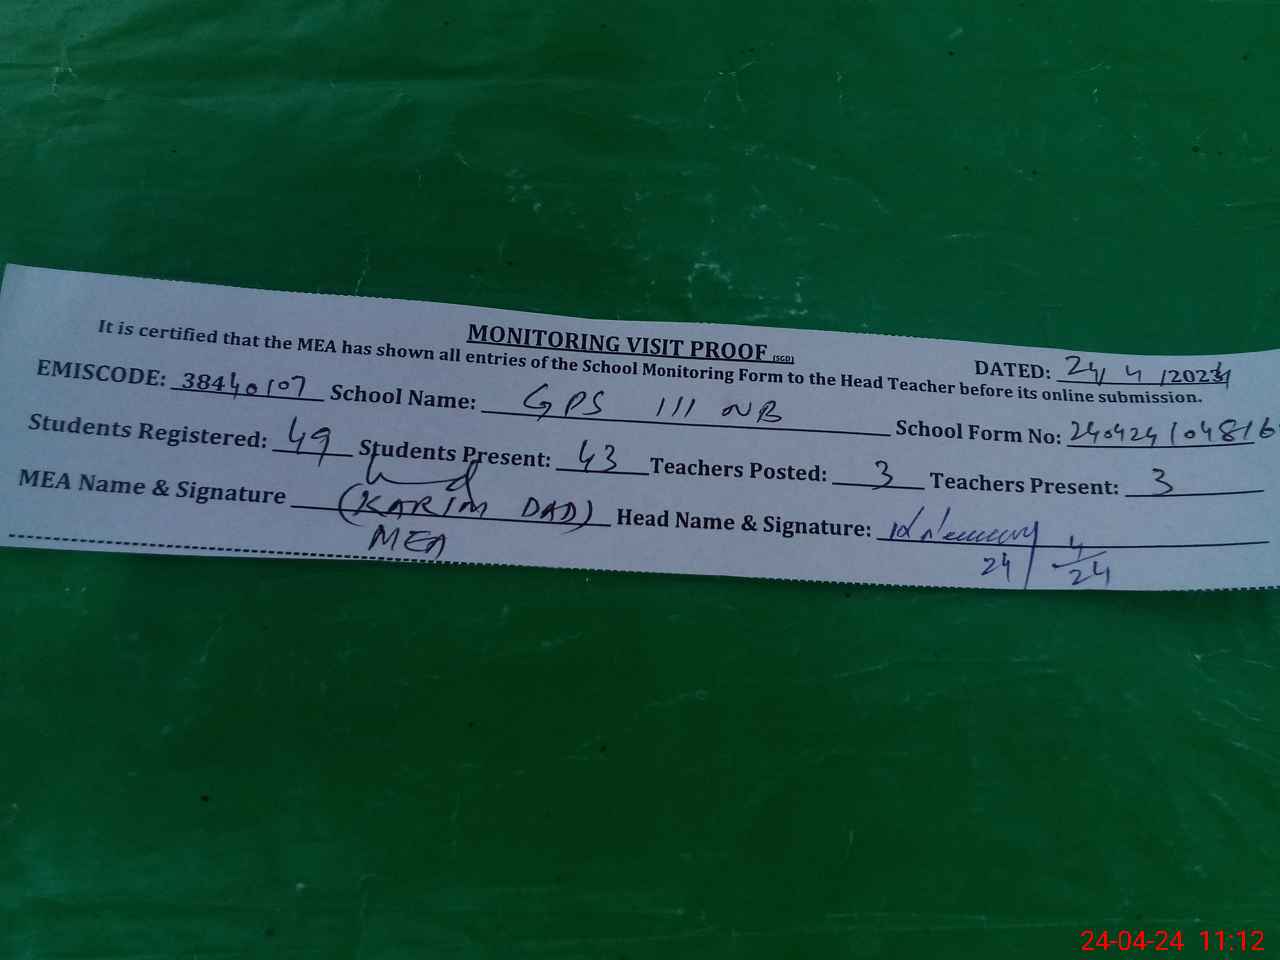 MONITORING VISIT PROOF (SGD)
It is certified that the MEA has shown all entries of the School Monitoring Form to the Head Teacher before its online submission.
DATED: 24/4/2024
EMISCODE: 38440107 School Name: GPS 111 NB School Form No: 240424104816
Students Registered: 49 Students Present: 43 Teachers Posted: 3 Teachers Present: 3
MEA Name & Signature (KARIM DAD) Head Name & Signature:
MEA 24/4/24
24-04-24 11:12